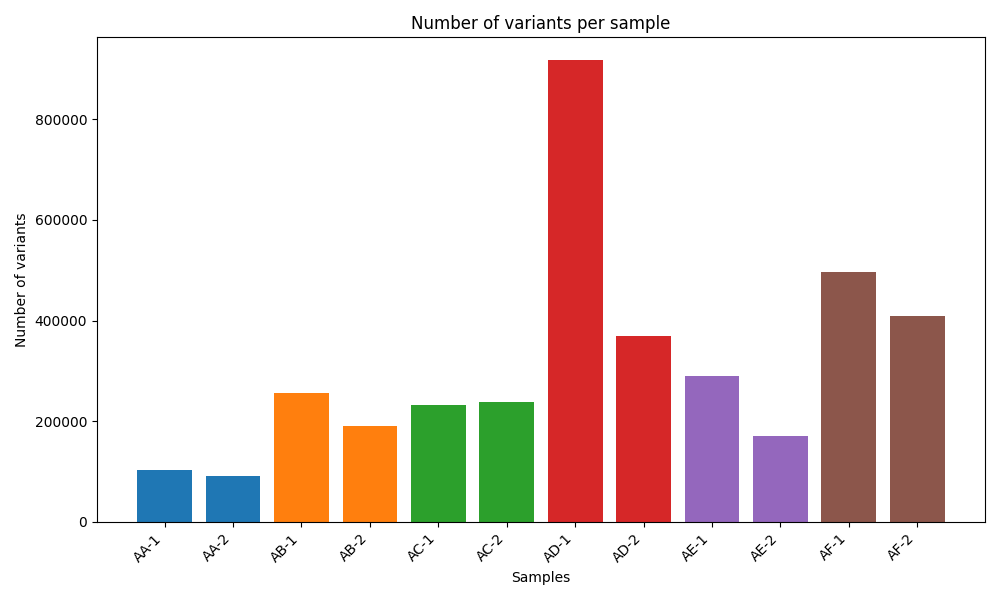 Number of variants per sample
Number of variants
800000
600000
400000
200000
0
AA-1
AA-2
AB-1
AB-2
AC-1
AC-2
AD-1
AD-2
AE-1
AE-2
AF-1
AF-2
Samples